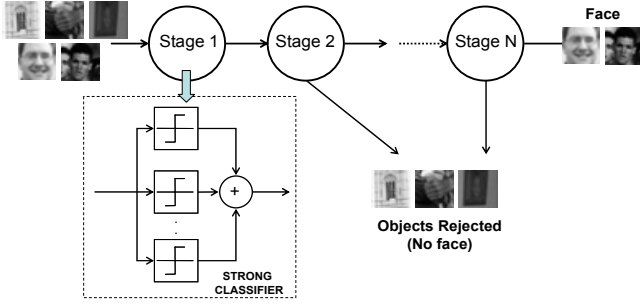 Face
Stage 1
Stage 2
Stage N
+
Objects Rejected
(No face)
STRONG
CLASSIFIER